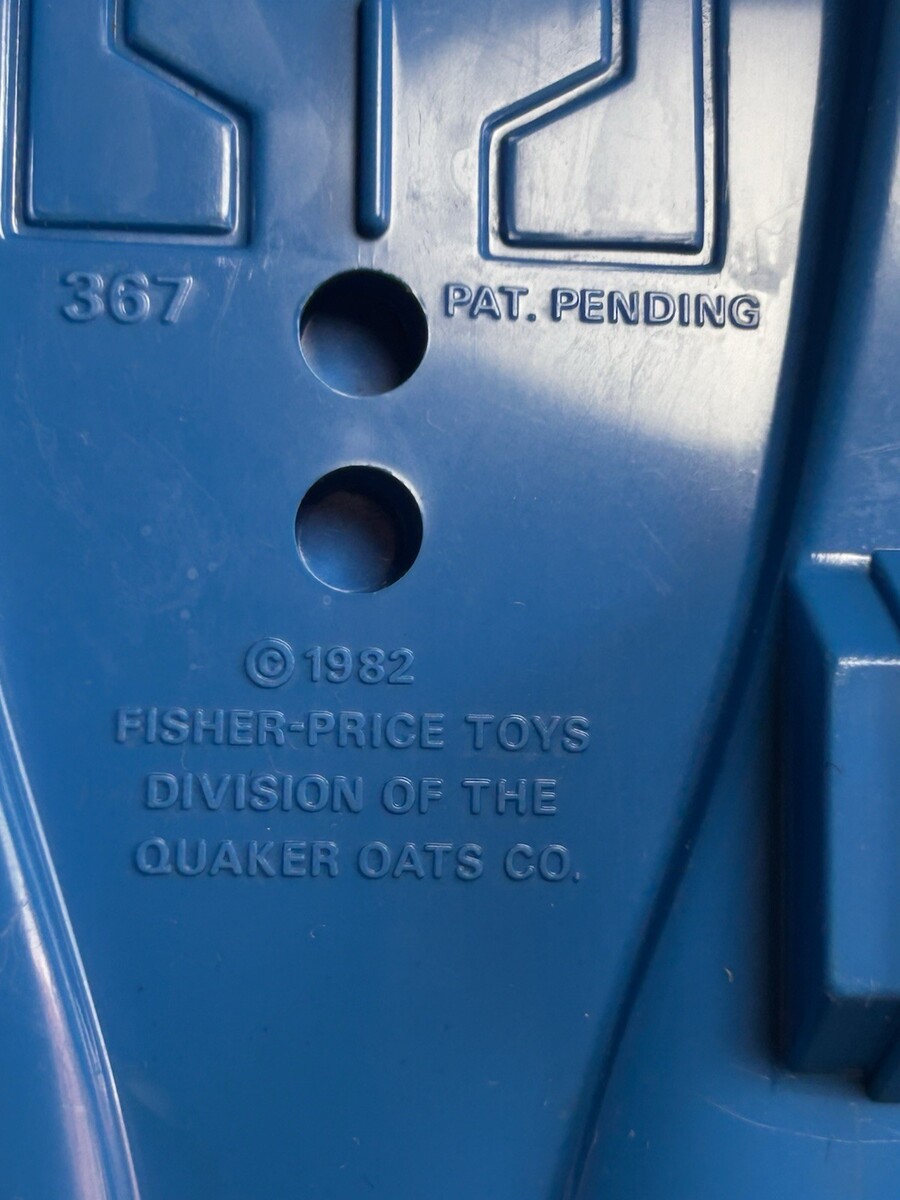 367
PAT. PENDING
© 1982
FISHER-PRICE TOYS
DIVISION OF THE
QUAKER OATS CO.